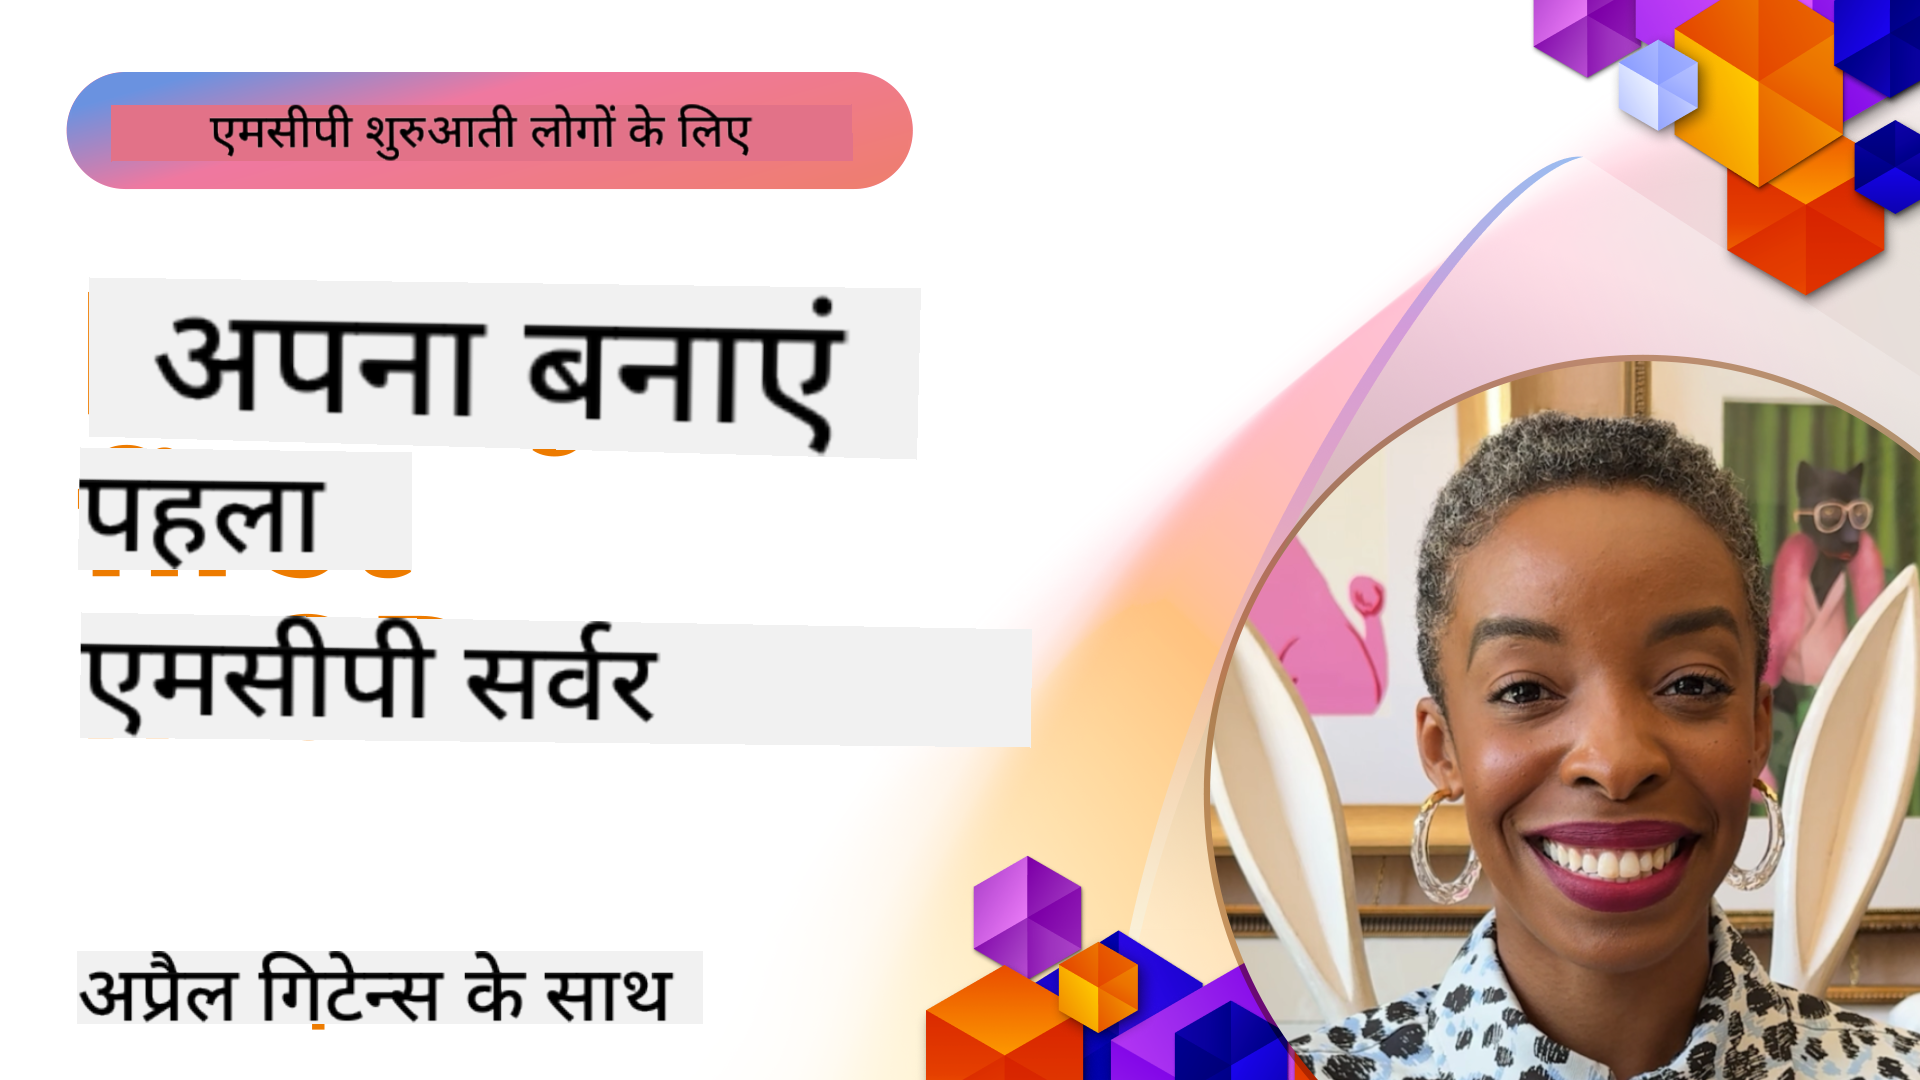 एमसीपी शुरुआती लोगों के लिए
अपना बनाएं
पहला
एमसीपी सर्वर
अप्रैल गिटेन्स के साथ